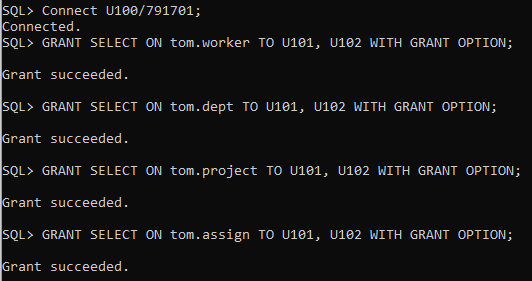 SQL> Connect U100/791701;
Connected.
SQL> GRANT SELECT ON tom.worker TO U101, U102 WITH GRANT OPTION;
Grant succeeded.
SQL> GRANT SELECT ON tom.dept TO U101, U102 WITH GRANT OPTION;
Grant succeeded.
SQL> GRANT SELECT ON tom.project TO U101, U102 WITH GRANT OPTION;
Grant succeeded.
SQL> GRANT SELECT ON tom.assign TO U101, U102 WITH GRANT OPTION;
Grant succeeded.